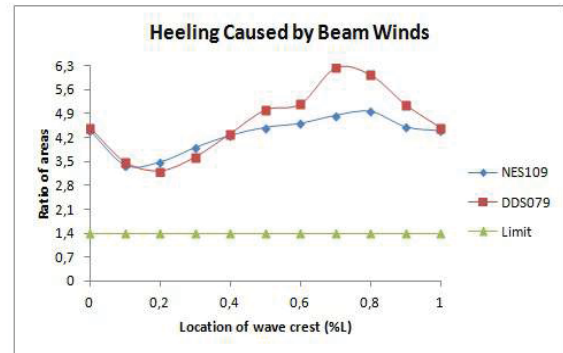 Heeling Caused by Beam Winds
6,3
5,6
4,9
4,2
3,5
2,8
2,1
1,4
0,7
0
Ratio of areas
0 0,2 0,4 0,6 0,8 1
Location of wave crest (%L)
NES109
DDS079
Limit